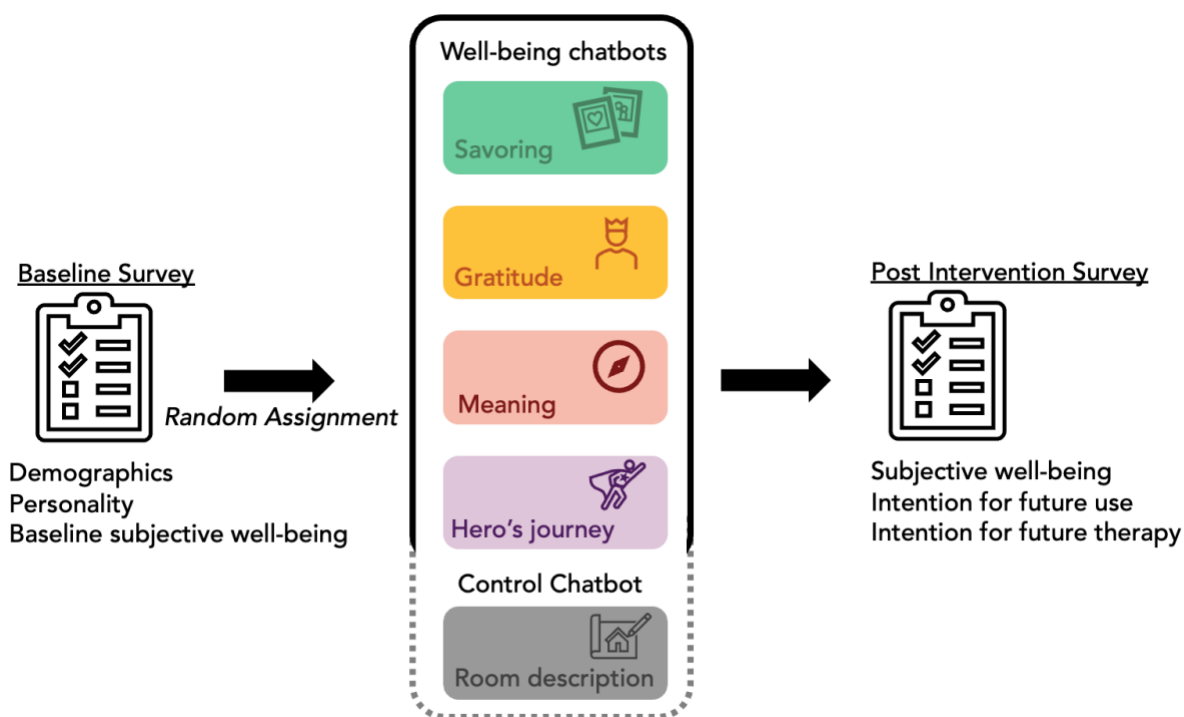 Baseline Survey
Demographics
Personality
Baseline subjective well-being
Random Assignment
Well-being chatbots
Savoring
Gratitude
Meaning
Hero's journey
Control Chatbot
Room description
Post Intervention Survey
Subjective well-being
Intention for future use
Intention for future therapy